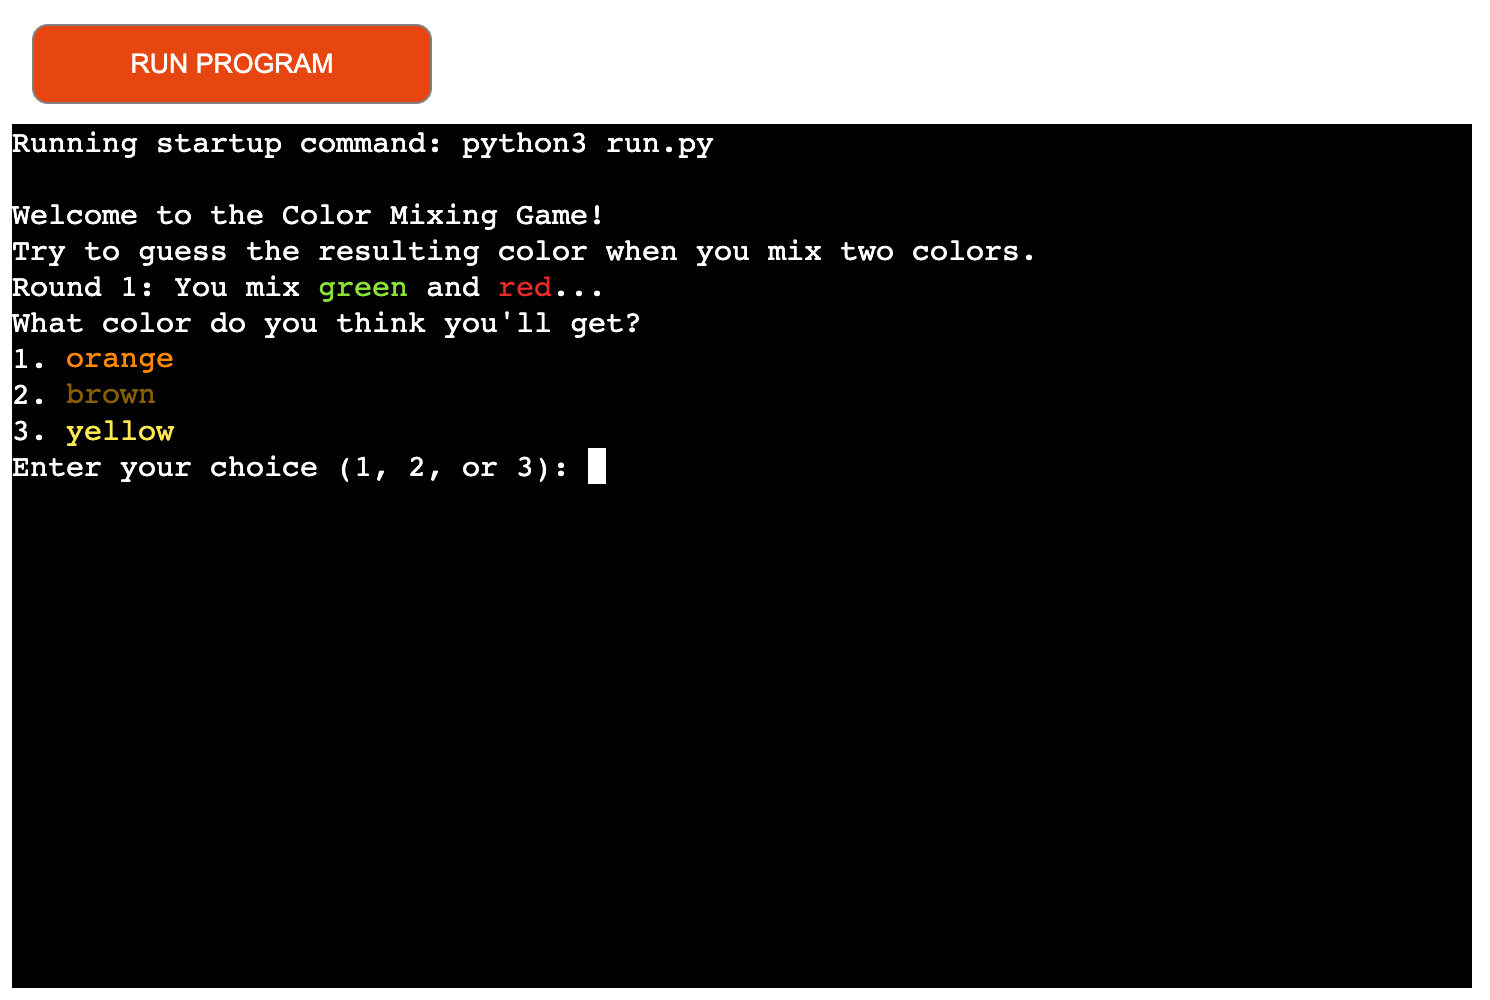 RUN PROGRAM
Running startup command: python3 run.py
Welcome to the Color Mixing Game!
Try to guess the resulting color when you mix two colors.
Round 1: You mix green and red...
What color do you think you'll get?
1. orange
2. brown
3. yellow
Enter your choice (1, 2, or 3):